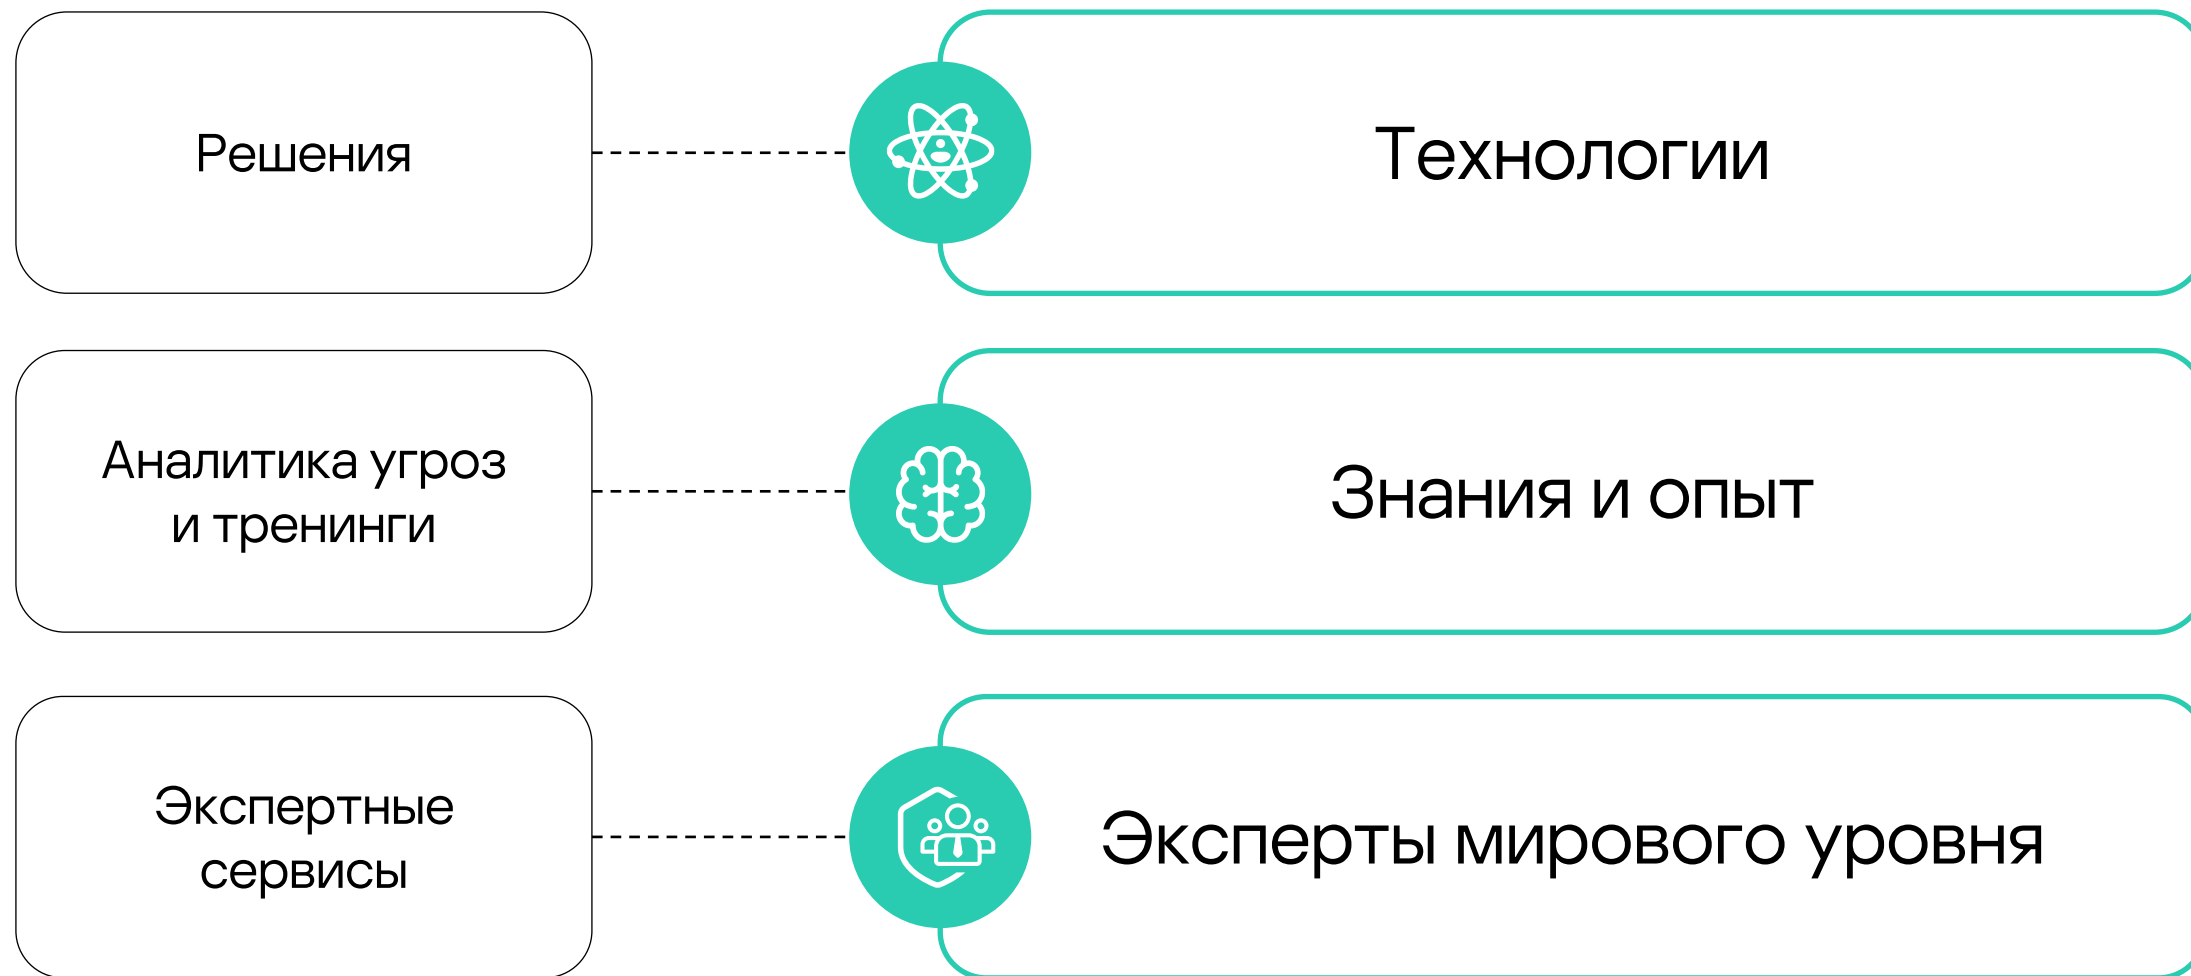 Решения
Технологии
Аналитика угроз
и тренинги
Знания и опыт
Экспертные
сервисы
Эксперты мирового уровня